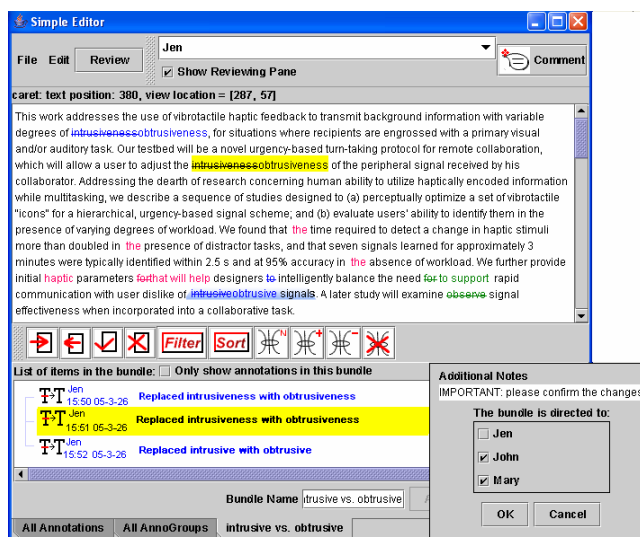 Simple Editor
File Edit Review
Jen
Show Reviewing Pane
Comment
caret: text position: 380, view location = [287, 57]
This work addresses the use of vibrotactile haptic feedback to transmit background information with variable
degrees of intrusivenessobtrusiveness, for situations where recipients are engrossed with a primary visual
and/or auditory task. Our testbed will be a novel urgency-based turn-taking protocol for remote collaboration,
which will allow a user to adjust the intrusivenessobtrusiveness of the peripheral signal received by his
collaborator. Addressing the dearth of research concerning human ability to utilize haptically encoded information
while multitasking, we describe a sequence of studies designed to (a) perceptually optimize a set of vibrotactile
"icons" for a hierarchical, urgency-based signal scheme; and (b) evaluate users' ability to identify them in the
presence of varying degrees of workload. We found that the time required to detect a change in haptic stimuli
more than doubled in the presence of distractor tasks, and that seven signals learned for approximately 3
minutes were typically identified within 2.5 s and at 95% accuracy in the absence of workload. We further provide
initial haptic parameters forthat will help designers to intelligently balance the need for to support rapid
communication with user dislike of intrusiveobtrusive signals. A later study will examine observe signal
effectiveness when incorporated into a collaborative task.
Filter Sort N + -
List of items in the bundle: Only show annotations in this bundle
T T Jen
15:50 05-3-26 Replaced intrusiveness with obtrusiveness
T T Jen
15:51 05-3-26 Replaced intrusiveness with obtrusiveness
T T Jen
15:52 05-3-26 Replaced intrusive with obtrusive
Bundle Name ntrusive vs. obtrusive A
All Annotations All AnnoGroups intrusive vs. obtrusive
Additional Notes
IMPORTANT: please confirm the changes
The bundle is directed to:
Jen
John
Mary
OK Cancel